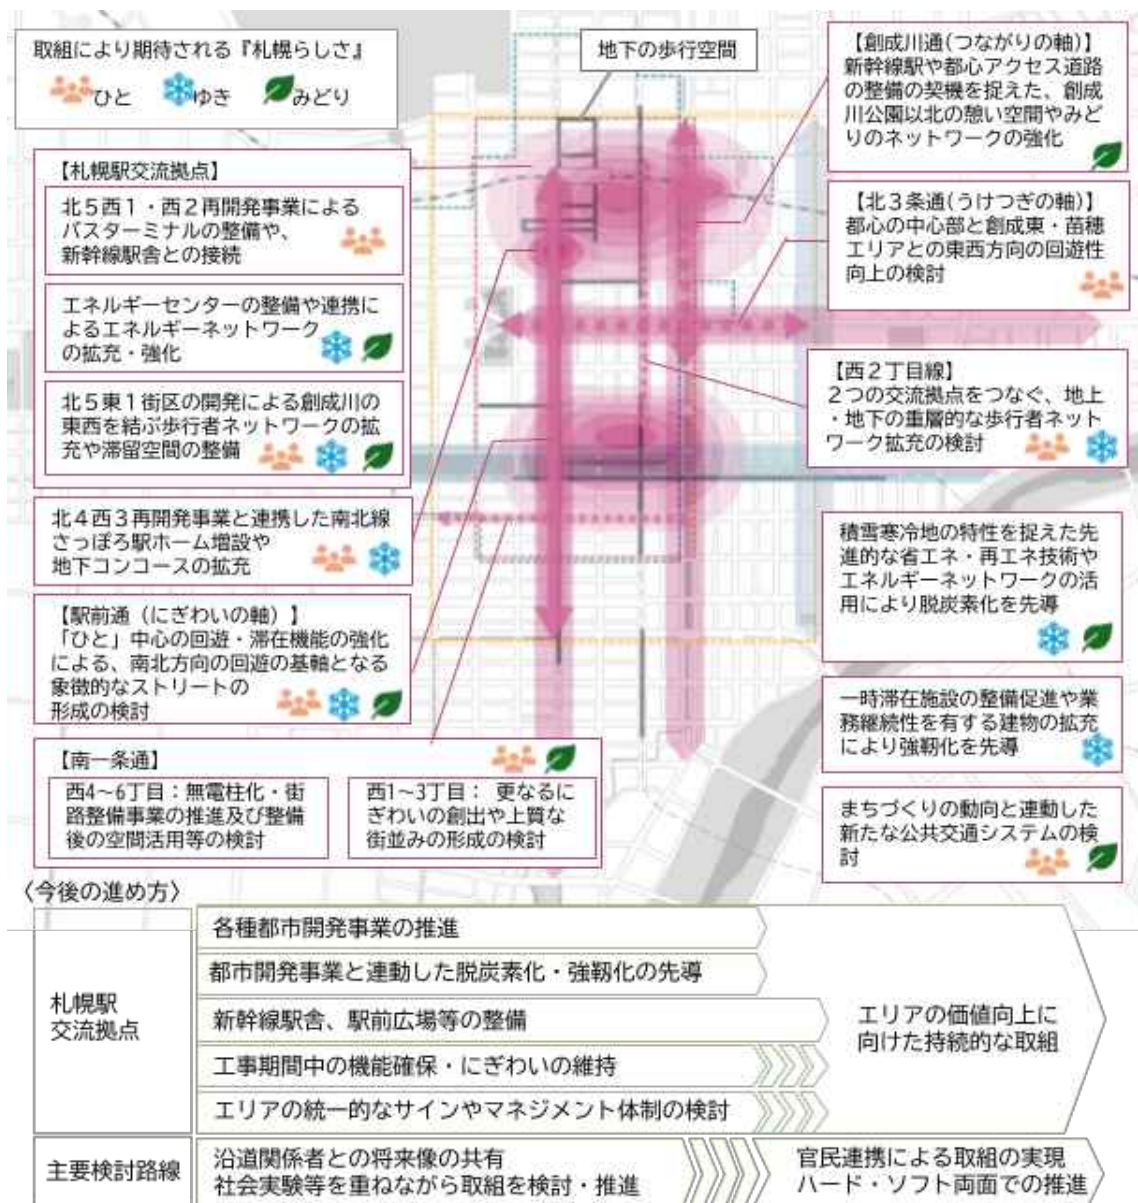 取組により期待される『札幌らしさ』
ひと ゆき みどり
地下の歩行空間
【札幌駅交流拠点】
北５西１・西２再開発事業による
バスターミナルの整備や、
新幹線駅舎との接続
エネルギーセンターの整備や連携に
よるエネルギーネットワーク
の拡充・強化
北５東１街区の開発による創成川の
東西を結ぶ歩行者ネットワークの拡
充や滞留空間の整備
北４西３再開発事業と連携した南北線
さっぽろ駅ホーム増設や
地下コンコースの拡充
【駅前通（にぎわいの軸）】
「ひと」中心の回遊・滞在機能の強化
による、南北方向の回遊の基軸となる
象徴的なストリートの
形成の検討
【南一条通】
西4～6丁目：無電柱化・街
路整備事業の推進及び整備
後の空間活用等の検討
西1～3丁目： 更なるに
ぎわいの創出や上質な
街並みの形成の検討
【創成川通(つながりの軸)】
新幹線駅や都心アクセス道路
の整備の契機を捉えた、創成
川公園以北の憩い空間やみど
りのネットワークの強化
【北３条通(うけつぎの軸)】
都心の中心部と創成東・苗穂
エリアとの東西方向の回遊性
向上の検討
【西２丁目線】
２つの交流拠点をつなぐ、地上
・地下の重層的な歩行者ネット
ワーク拡充の検討
積雪寒冷地の特性を捉えた先
進的な省エネ・再エネ技術や
エネルギーネットワークの活
用により脱炭素化を先導
一時滞在施設の整備促進や業
務継続性を有する建物の拡充
により強靭化を先導
まちづくりの動向と連動した
新たな公共交通システムの検
討
〈今後の進め方〉
札幌駅
交流拠点
各種都市開発事業の推進
都市開発事業と連動した脱炭素化・強靱化の先導
新幹線駅舎、駅前広場等の整備
工事期間中の機能確保・にぎわいの維持
エリアの統一的なサインやマネジメント体制の検討
エリアの価値向上に
向けた持続的な取組
主要検討路線
沿道関係者との将来像の共有
社会実験等を重ねながら取組を検討・推進
官民連携による取組の実現
ハード・ソフト両面での推進